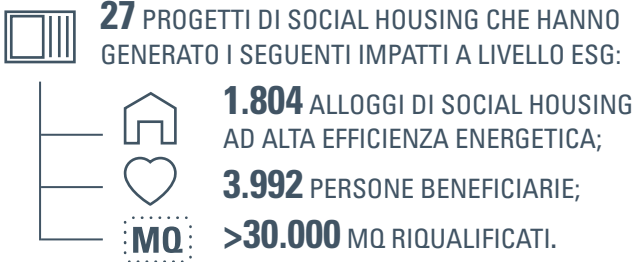 27 PROGETTI DI SOCIAL HOUSING CHE HANNO
GENERATO I SEGUENTI IMPATTI A LIVELLO ESG:
1.804 ALLOGGI DI SOCIAL HOUSING
AD ALTA EFFICIENZA ENERGETICA;
3.992 PERSONE BENEFICIARIE;
MQ >30.000 MQ RIQUALIFICATI.